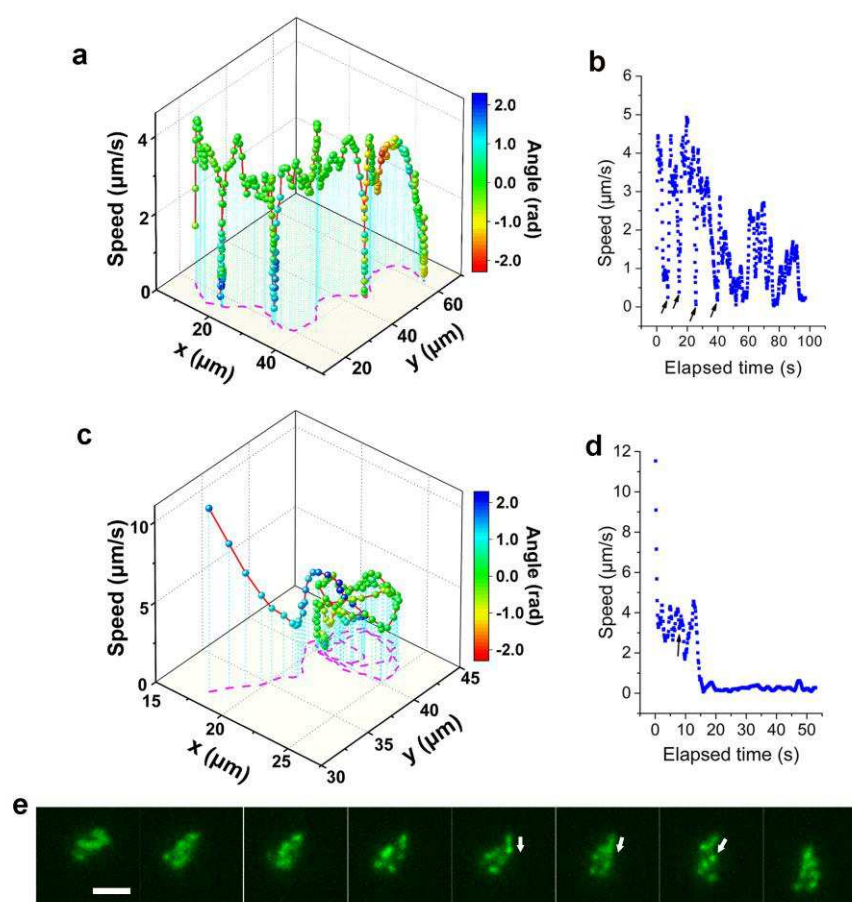 a
Speed (μm/s)
4
2
0
20
40
x (μm)
20
40
60
y (μm)
2.0
1.0
0.0
-1.0
-2.0
Angle (rad)
b
Speed (μm/s)
6
5
4
3
2
1
0
0 20 40 60 80 100
Elapsed time (s)
c
Speed (μm/s)
10
5
0
15
20
25
x (μm)
30
35
40
45
y (μm)
2.0
1.0
0.0
-1.0
-2.0
Angle (rad)
d
Speed (μm/s)
12
10
8
6
4
2
0
0 10 20 30 40 50
Elapsed time (s)
e